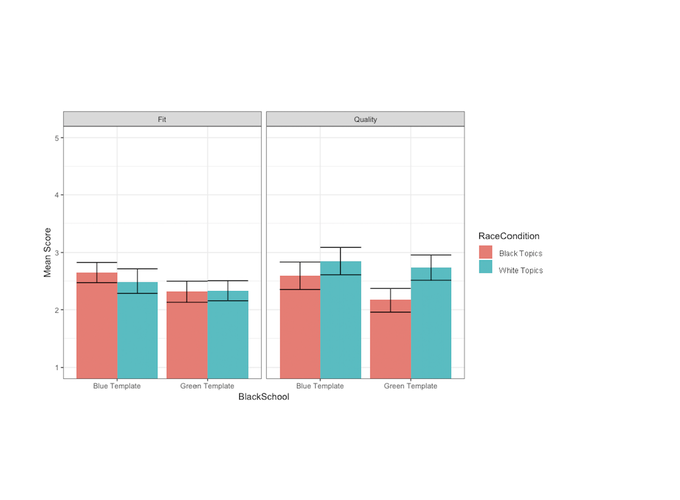 Fit
Quality
5
4
3
2
1
Mean Score
Blue Template
Green Template
Blue Template
Green Template
BlackSchool
RaceCondition
Black Topics
White Topics